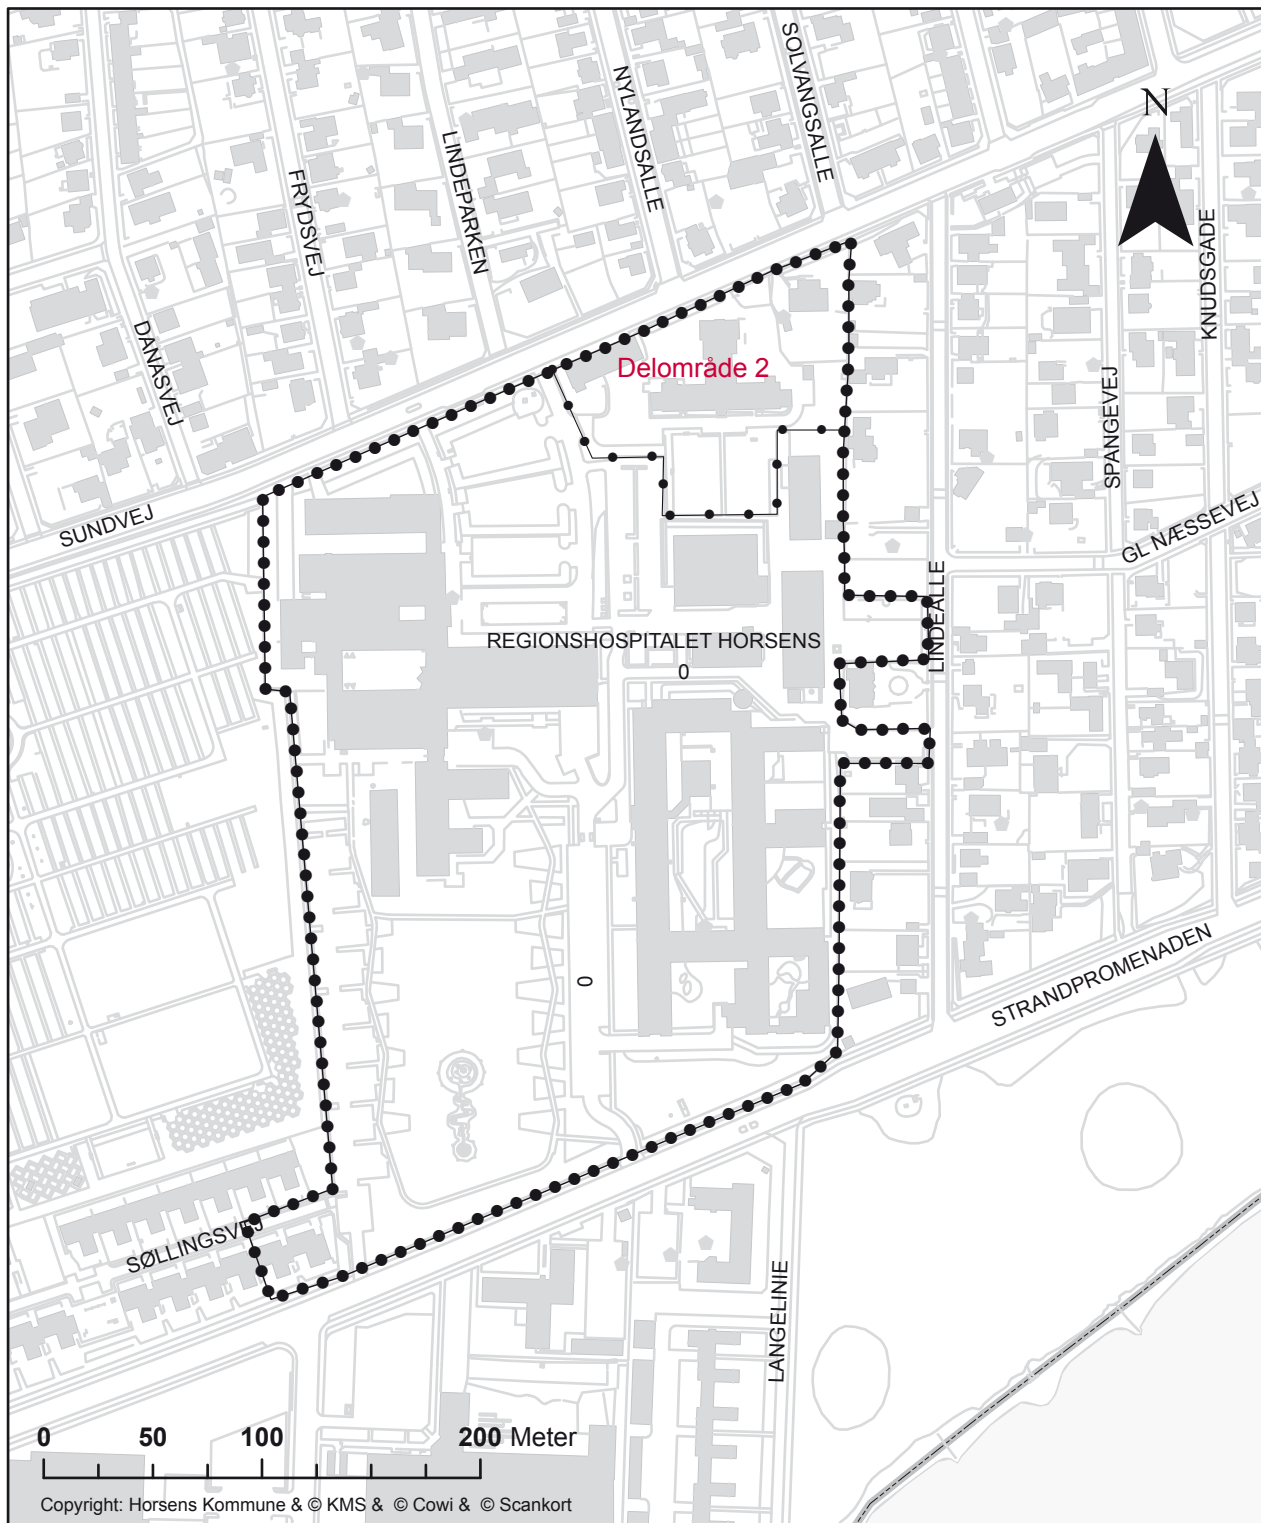 SOLVANGSALLE
NYLANDSALLE
N
LINDEPARKEN
FRYDSVEJ
KNUDSGADE
DANASVEJ
Delområde 2
SPANGEVEJ
SUNDVEJ
GL NÆSSEVEJ
LINDEALLE
REGIONSHOSPITALET HORSENS
0
0
STRANDPROMENADEN
SØLLINGSVEJ
LANGELINIE
0 50 100 200 Meter
Copyright: Horsens Kommune & © KMS & © Cowi & © Scankort